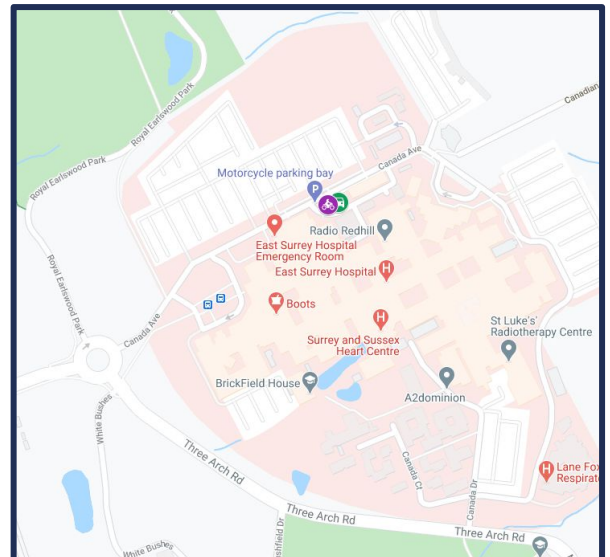 Royal Earlswood Park
Royal Earlswood Park
Royal Earlswood Park
Canadian
Canada Ave
Motorcycle parking bay
P
Radio Redhill
East Surrey Hospital
Emergency Room
East Surrey Hospital
H
Boots
H
Surrey and Sussex
Heart Centre
St Luke's'
Radiotherapy Centre
Canada Ave
BrickField House
A2dominion
White Bushes
Three Arch Rd
Canada Ct
Canada Dr
H
Lane Fox
Respirato
Three Arch Rd
Three Arch Rd
White Bushes
shfield Dr